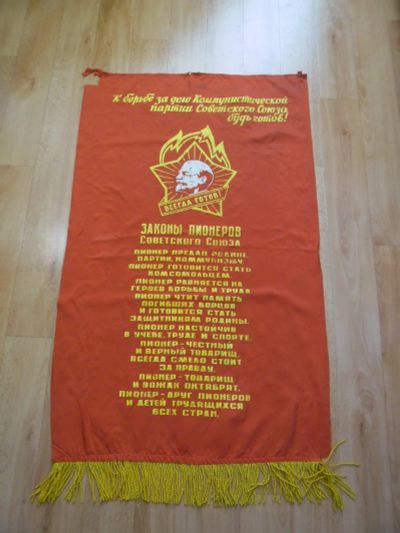 К борьбе за дело Коммунистической
партии Советского Союза
будь готов!
ВСЕГДА ГОТОВ!
ЗАКОНЫ ПИОНЕРОВ
СОВЕТСКОГО СОЮЗА
ПИОНЕР ПРЕДАН РОДИНЕ,
ПАРТИИ, КОММУНИЗМУ.
ПИОНЕР ГОТОВИТСЯ СТАТЬ
КОМСОМОЛЬЦЕМ.
ПИОНЕР РАВНЯЕТСЯ НА
ГЕРОЕВ БОРЬБЫ И ТРУДА.
ПИОНЕР ЧТИТ ПАМЯТЬ
ПОГИБШИХ БОРЦОВ
И ГОТОВИТСЯ СТАТЬ
ЗАЩИТНИКОМ РОДИНЫ.
ПИОНЕР НАСТОЙЧИВ
В УЧЕБЕ, ТРУДЕ И СПОРТЕ.
ПИОНЕР-ЧЕСТНЫЙ
И ВЕРНЫЙ ТОВАРИЩ,
ВСЕГДА СМЕЛО СТОИТ
ЗА ПРАВДУ.
ПИОНЕР-ТОВАРИЩ
И ВОЖАК ОКТЯБРЯТ.
ПИОНЕР-ДРУГ ПИОНЕРОВ
И ДЕТЕЙ ТРУДЯЩИХСЯ
ВСЕХ СТРАН.